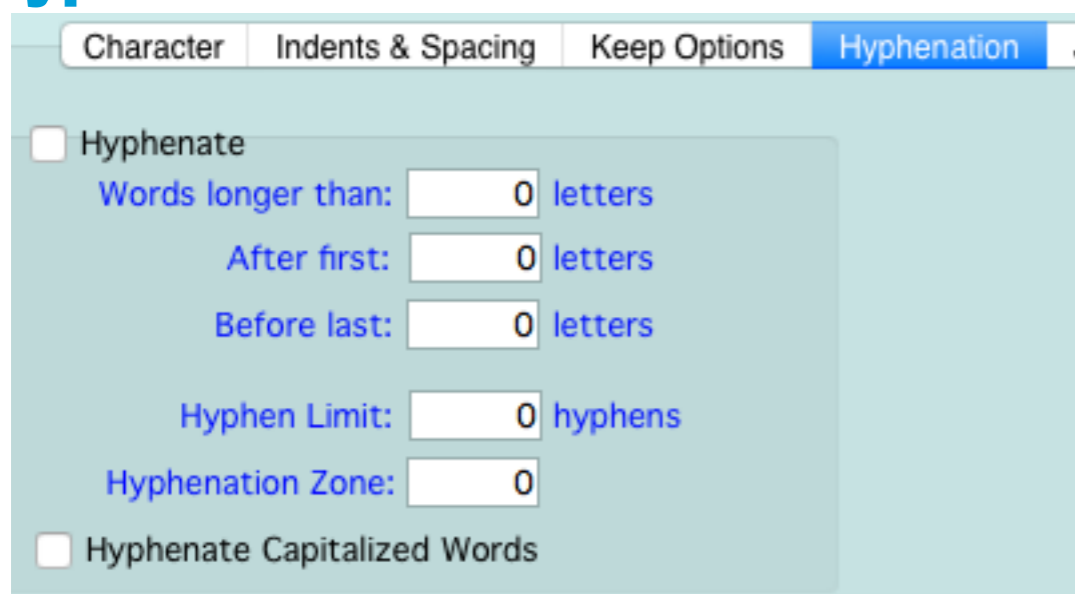 Character Indents & Spacing Keep Options Hyphenation
Hyphenate
Words longer than: 0 letters
After first: 0 letters
Before last: 0 letters
Hyphen Limit: 0 hyphens
Hyphenation Zone: 0
Hyphenate Capitalized Words